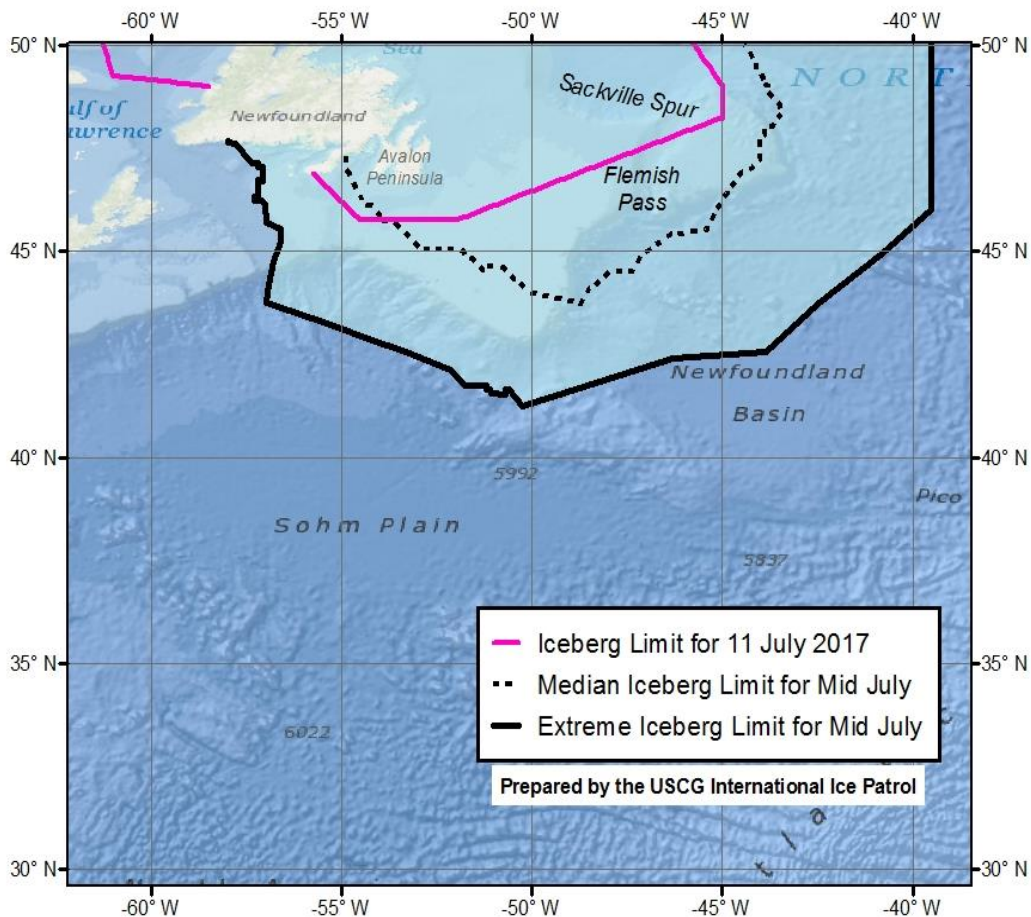 -60° W -55° W -50° W -45° W -40° W
50° N 50° N
Sea
NORT
Sackville Spur
ulf of
awrence
Newfoundland
Avalon
Peninsula
Flemish
Pass
45° N 45° N
Newfoundland
Basin
40° N 40° N
5992
Pico
Sohm Plain
5837
Iceberg Limit for 11 July 2017
35° N 35° N
Median Iceberg Limit for Mid July
Extreme Iceberg Limit for Mid July
6022
Prepared by the USCG International Ice Patrol
t l a
30° N 30° N
-60° W -55° W -50° W -45° W -40° W